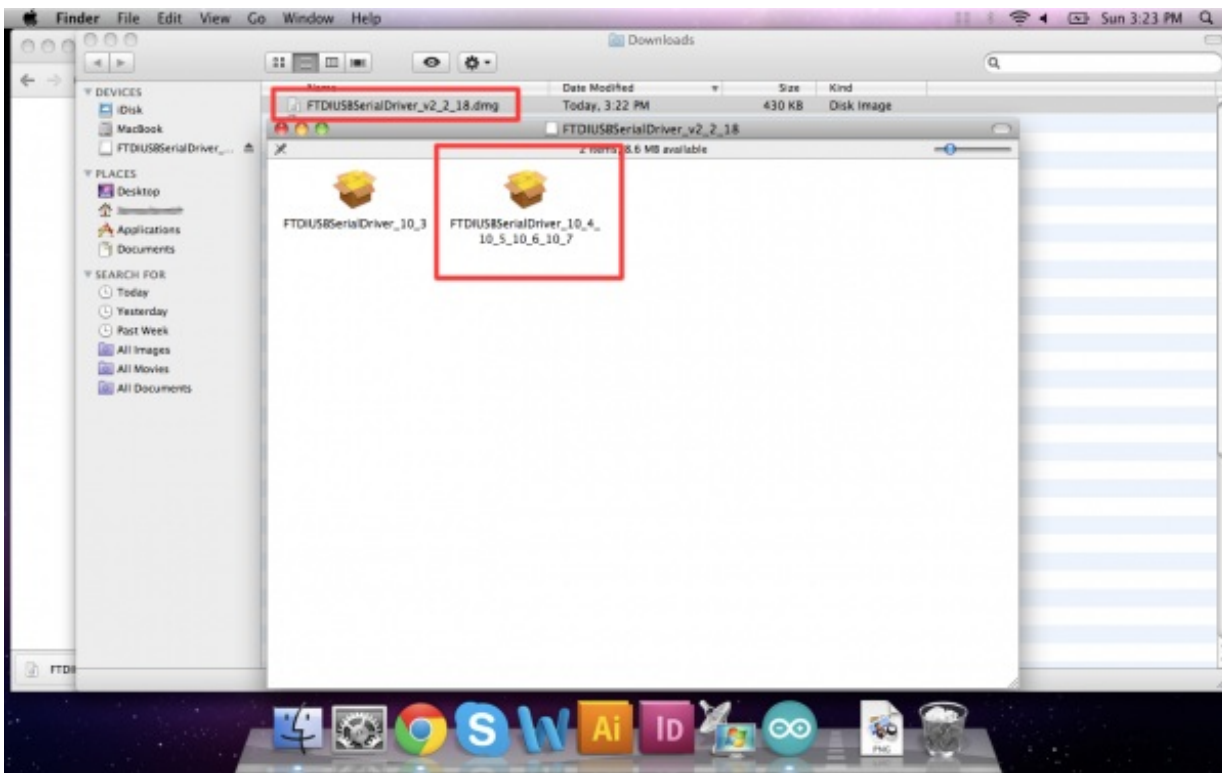 Finder File Edit View Go Window Help Sun 3:23 PM
Downloads
Name Date Modified Size Kind
FTDIUSBSerialDriver_v2_2_18.dmg Today, 3:22 PM 430 KB Disk Image
DEVICES
iDisk
MacBook
FTDIUSBSerialDriver_...
PLACES
Desktop
Applications
Documents
SEARCH FOR
Today
Yesterday
Past Week
All Images
All Movies
All Documents
FTDIUSBSerialDriver_v2_2_18
2 items, 8.6 MB available
FTDIUSBSerialDriver_10_3
FTDIUSBSerialDriver_10_4_
10_5_10_6_10_7
FTDI
S W Ai ID
PNG